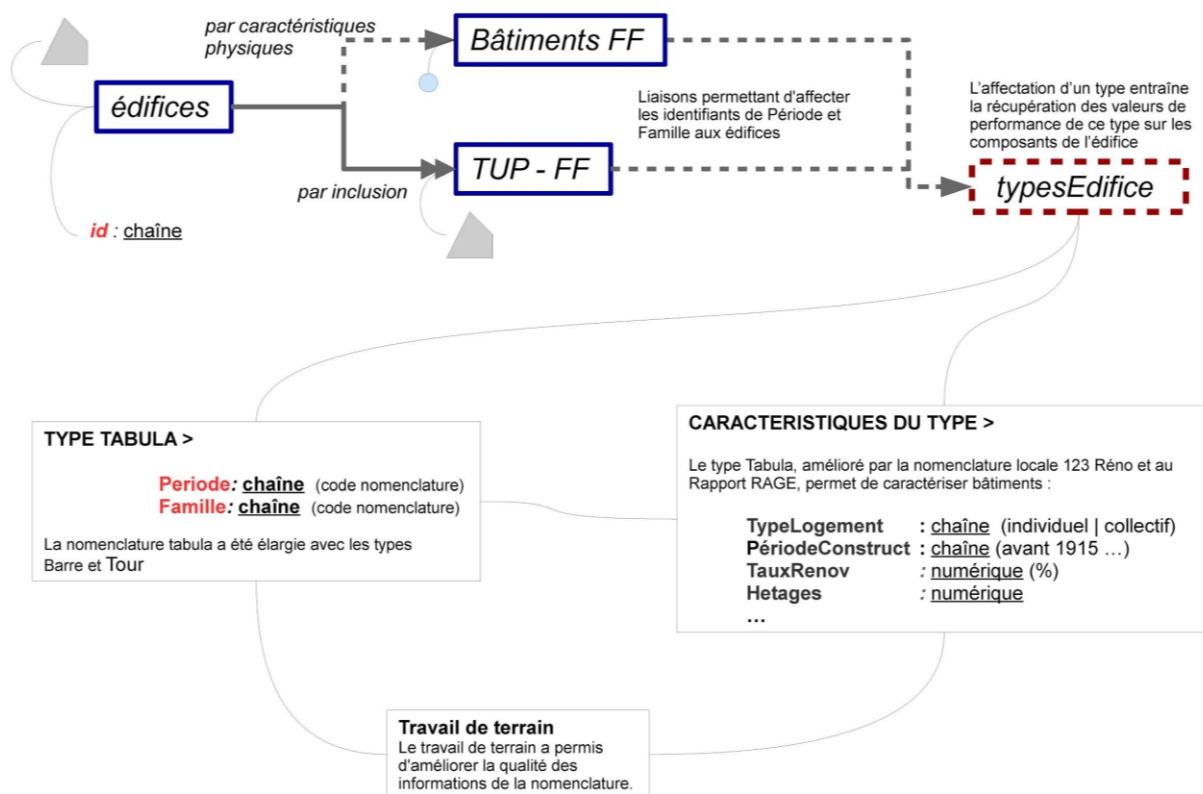 par caractéristiques
physiques
Bâtiments FF
édifices
Liaisons permettant d'affecter
les identifiants de Période et
Famille aux édifices
L'affectation d'un type entraîne
la récupération des valeurs de
performance de ce type sur les
composants de l'édifice
TUP - FF
par inclusion
typesEdifice
id : chaîne
TYPE TABULA >
Periode: chaîne (code nomenclature)
Famille: chaîne (code nomenclature)
La nomenclature tabula a été élargie avec les types
Barre et Tour
CARACTERISTIQUES DU TYPE >
Le type Tabula, amélioré par la nomenclature locale 123 Réno et au
Rapport RAGE, permet de caractériser bâtiments :
TypeLogement : chaîne (individuel | collectif)
PériodeConstruct : chaîne (avant 1915 ...)
TauxRenov : numérique (%)
Hetages : numérique
...
Travail de terrain
Le travail de terrain a permis
d'améliorer la qualité des
informations de la nomenclature.